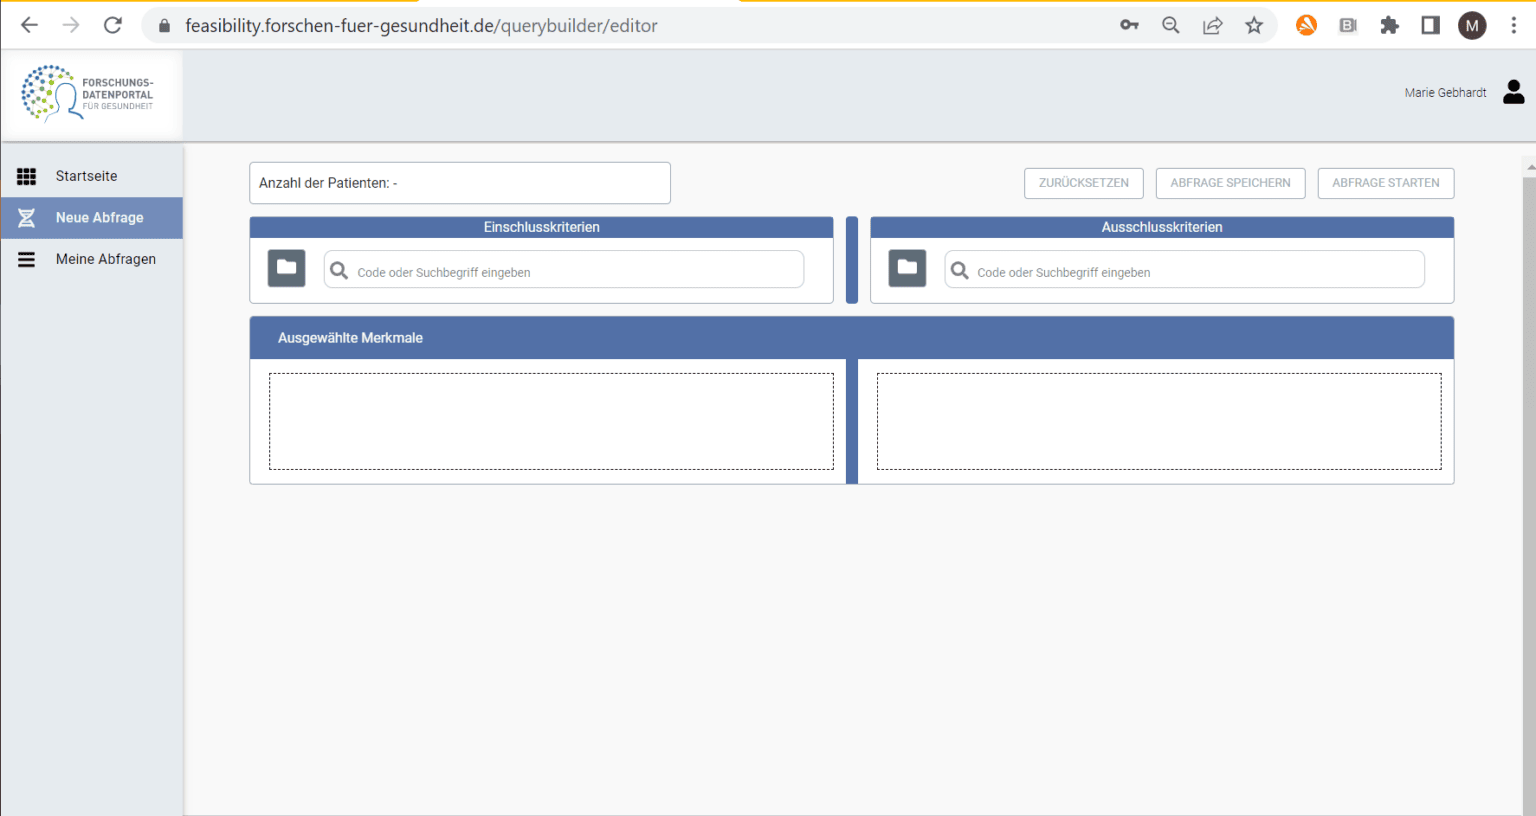 feasibility.forschen-fuer-gesundheit.de/querybuilder/editor
M
FORSCHUNGS-
DATENPORTAL
FÜR GESUNDHEIT
Marie Gebhardt
Startseite
Neue Abfrage
Meine Abfragen
Anzahl der Patienten: -
ZURÜCKSETZEN
ABFRAGE SPEICHERN
ABFRAGE STARTEN
Einschlusskriterien
Code oder Suchbegriff eingeben
Ausschlusskriterien
Code oder Suchbegriff eingeben
Ausgewählte Merkmale